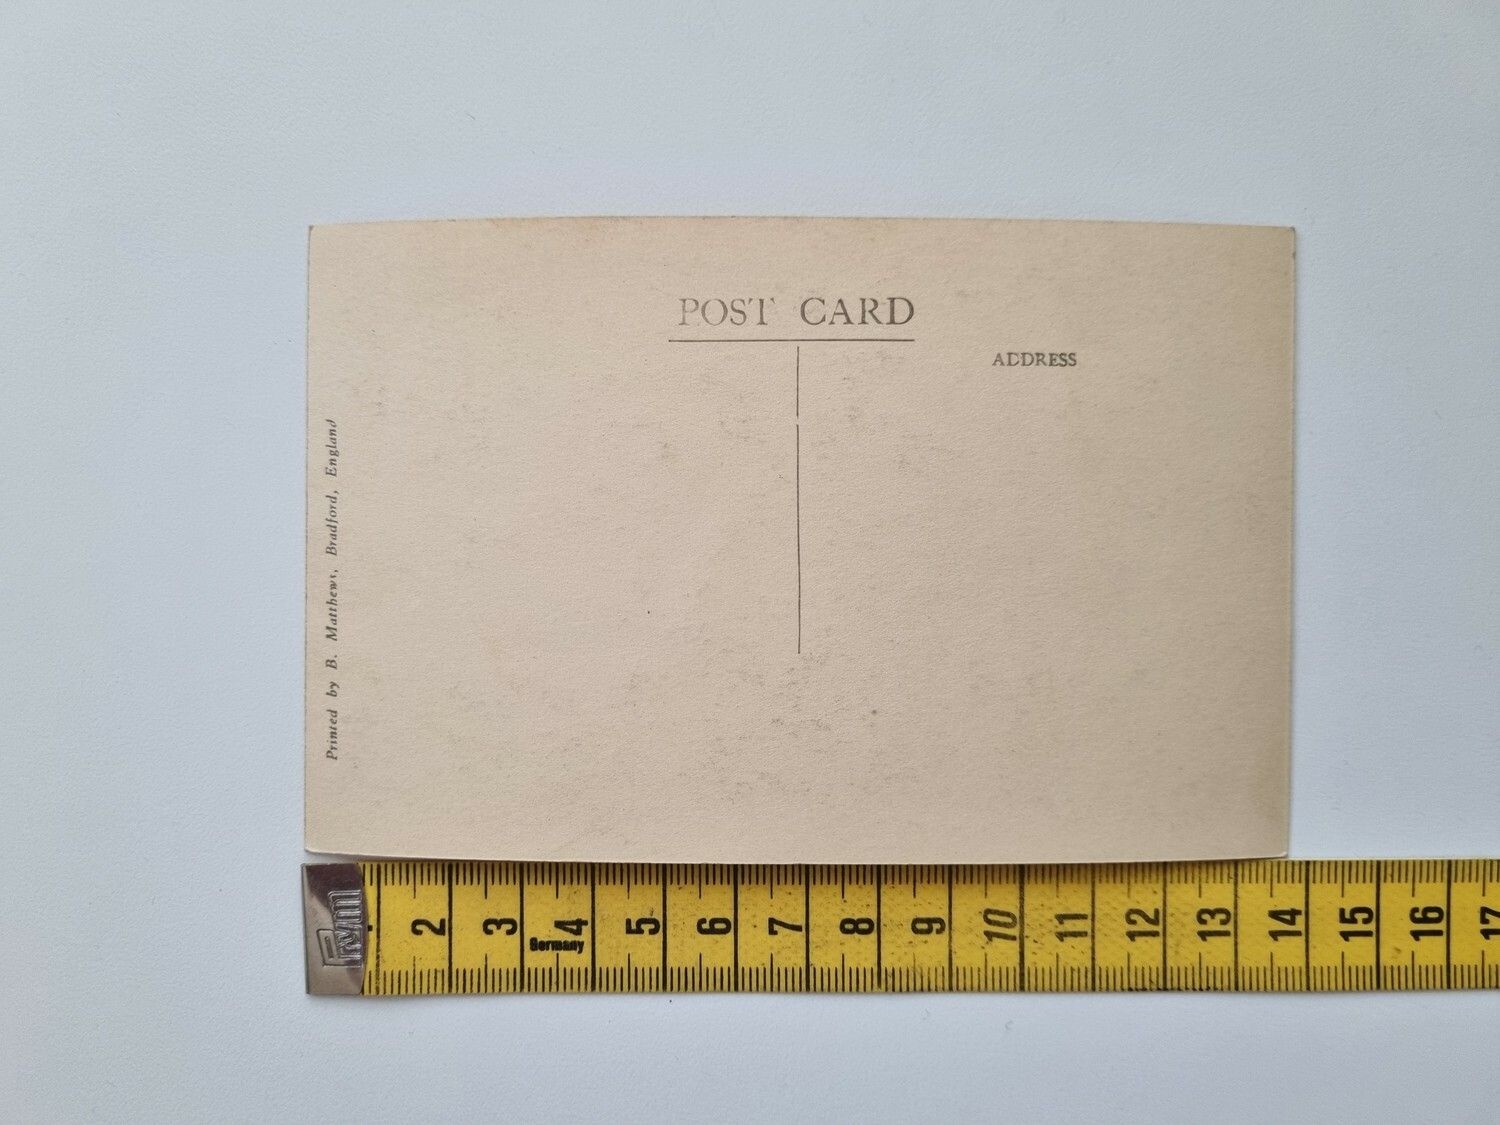 POST CARD
ADDRESS
Printed by B. Matthews, Bradford, England
Prym
2 3 4 5 6 7 8 9 10 11 12 13 14 15 16 17
Germany